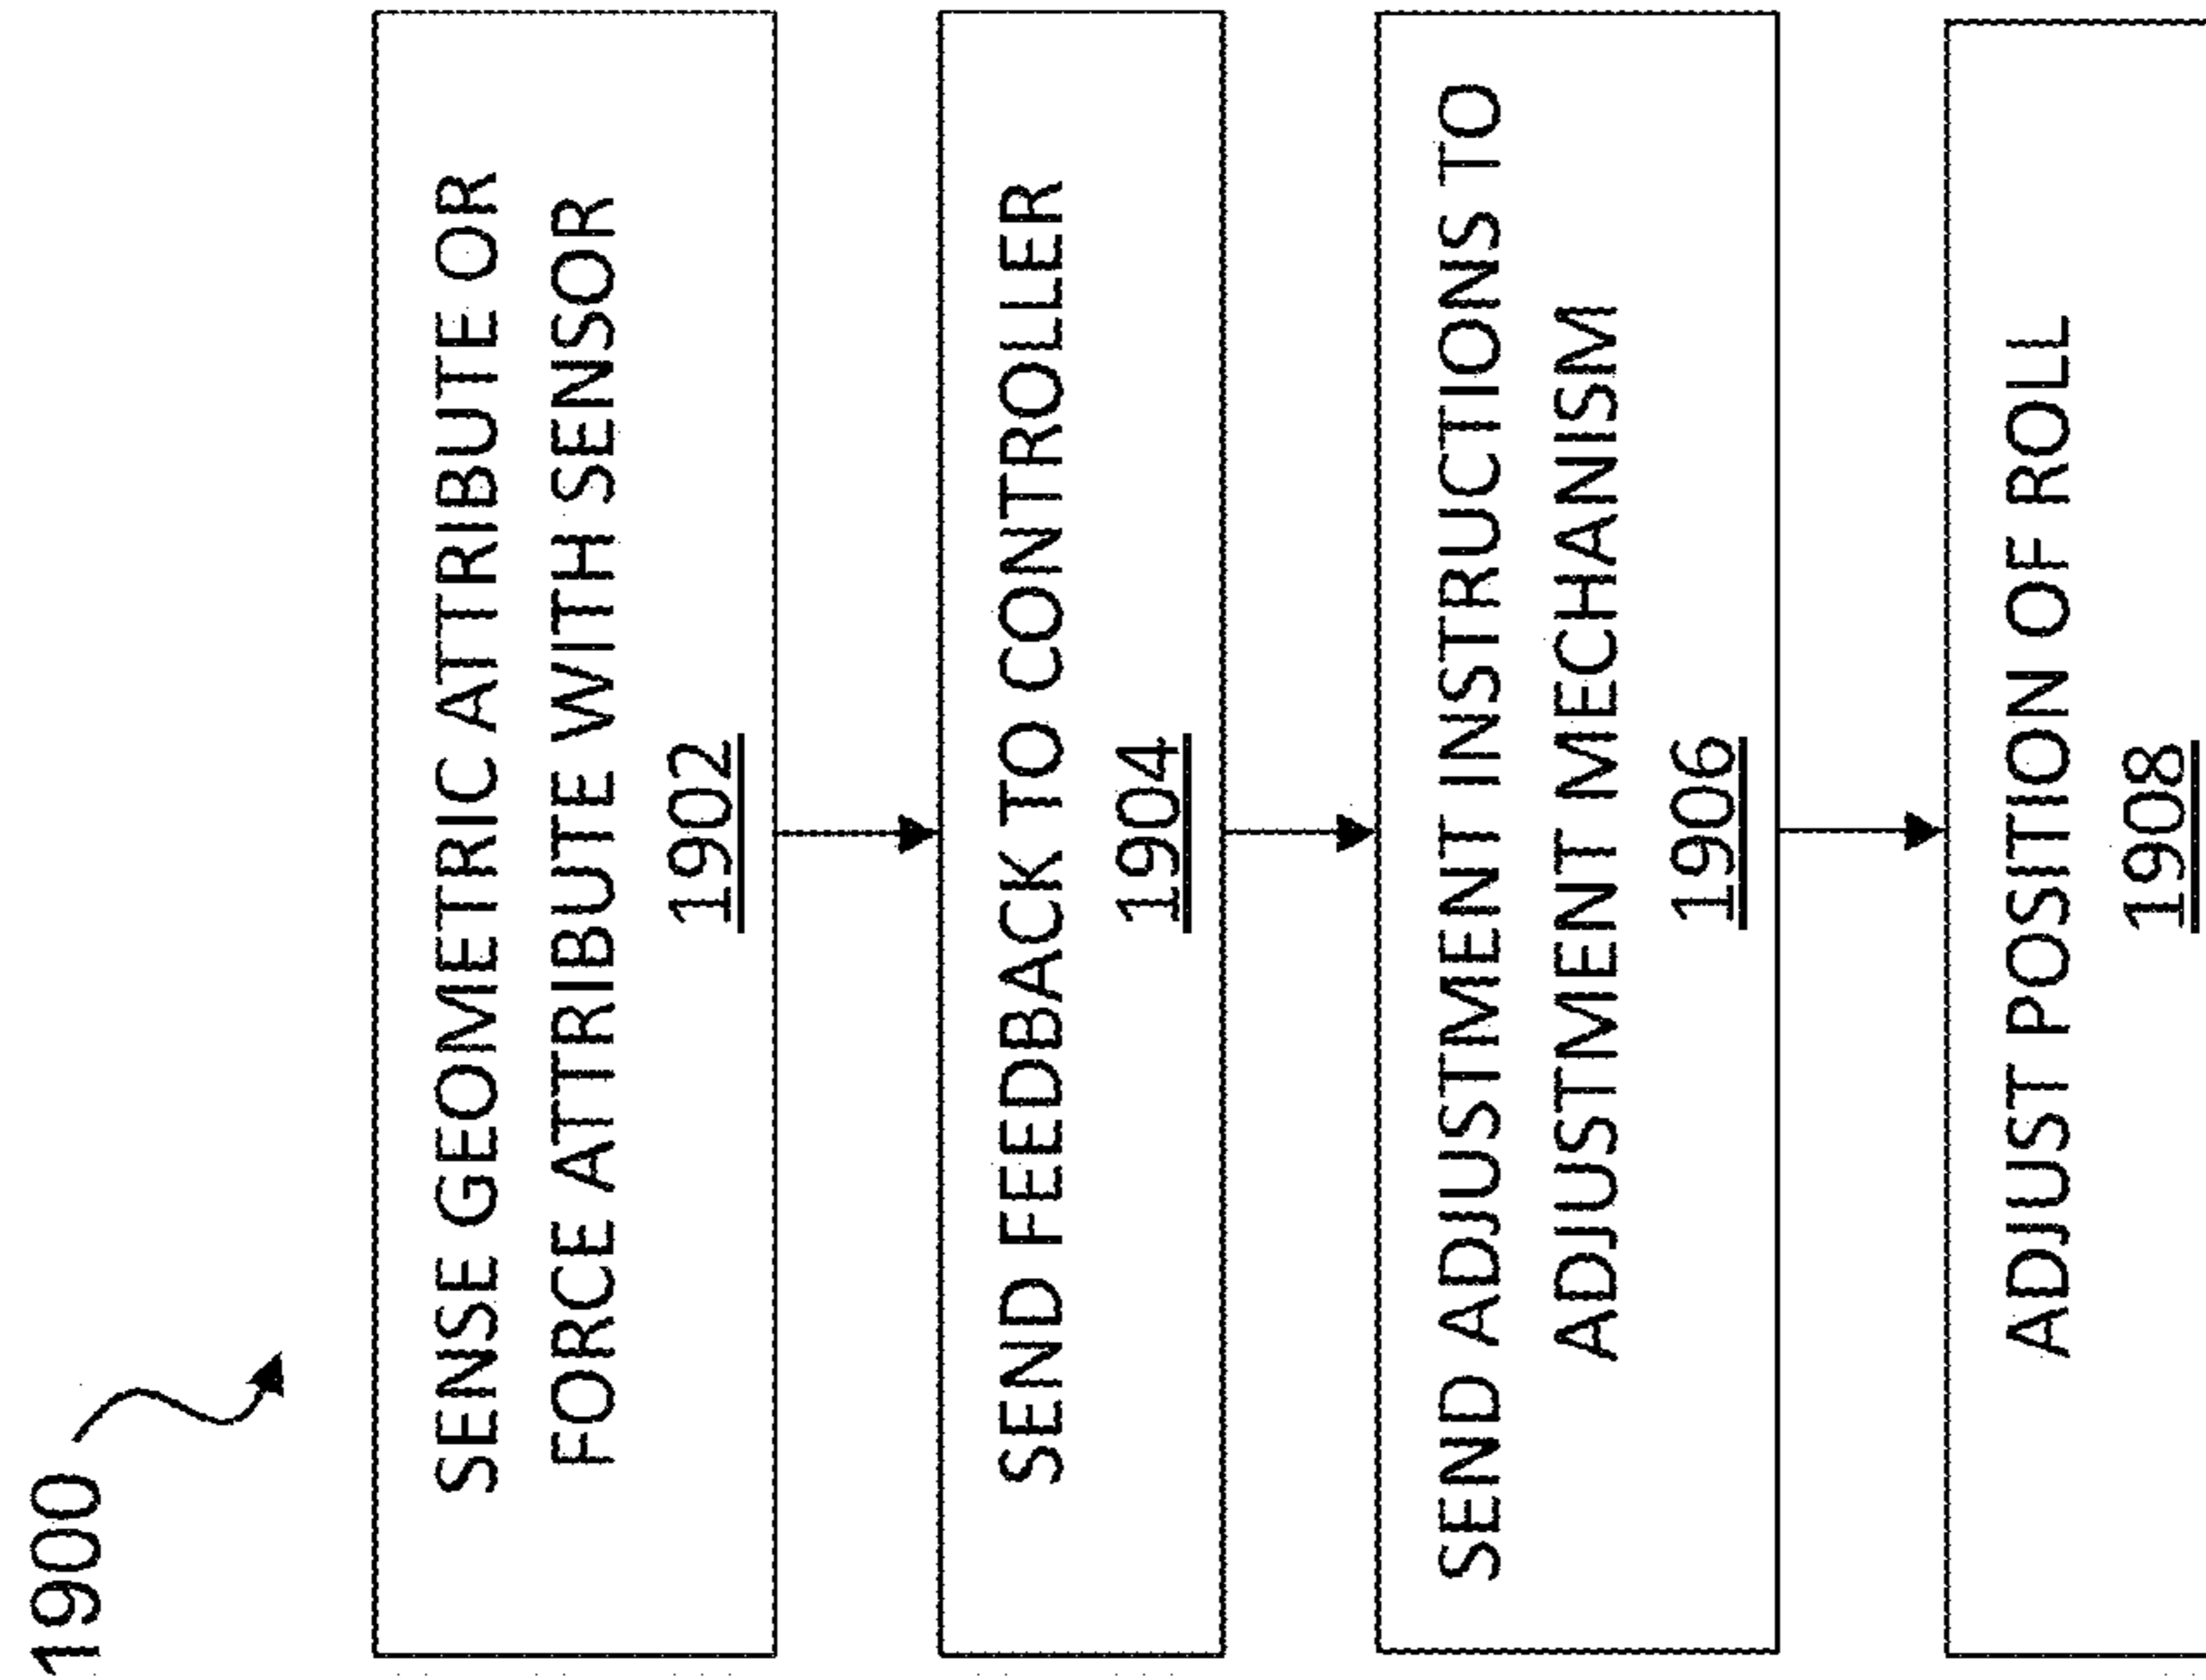 1900
SENSE GEOMETRIC ATTRIBUTE OR
FORCE ATTRIBUTE WITH SENSOR
1902
SEND FEEDBACK TO CONTROLLER
1904
SEND ADJUSTMENT INSTRUCTIONS TO
ADJUSTMENT MECHANISM
1906
ADJUST POSITION OF ROLL
1908